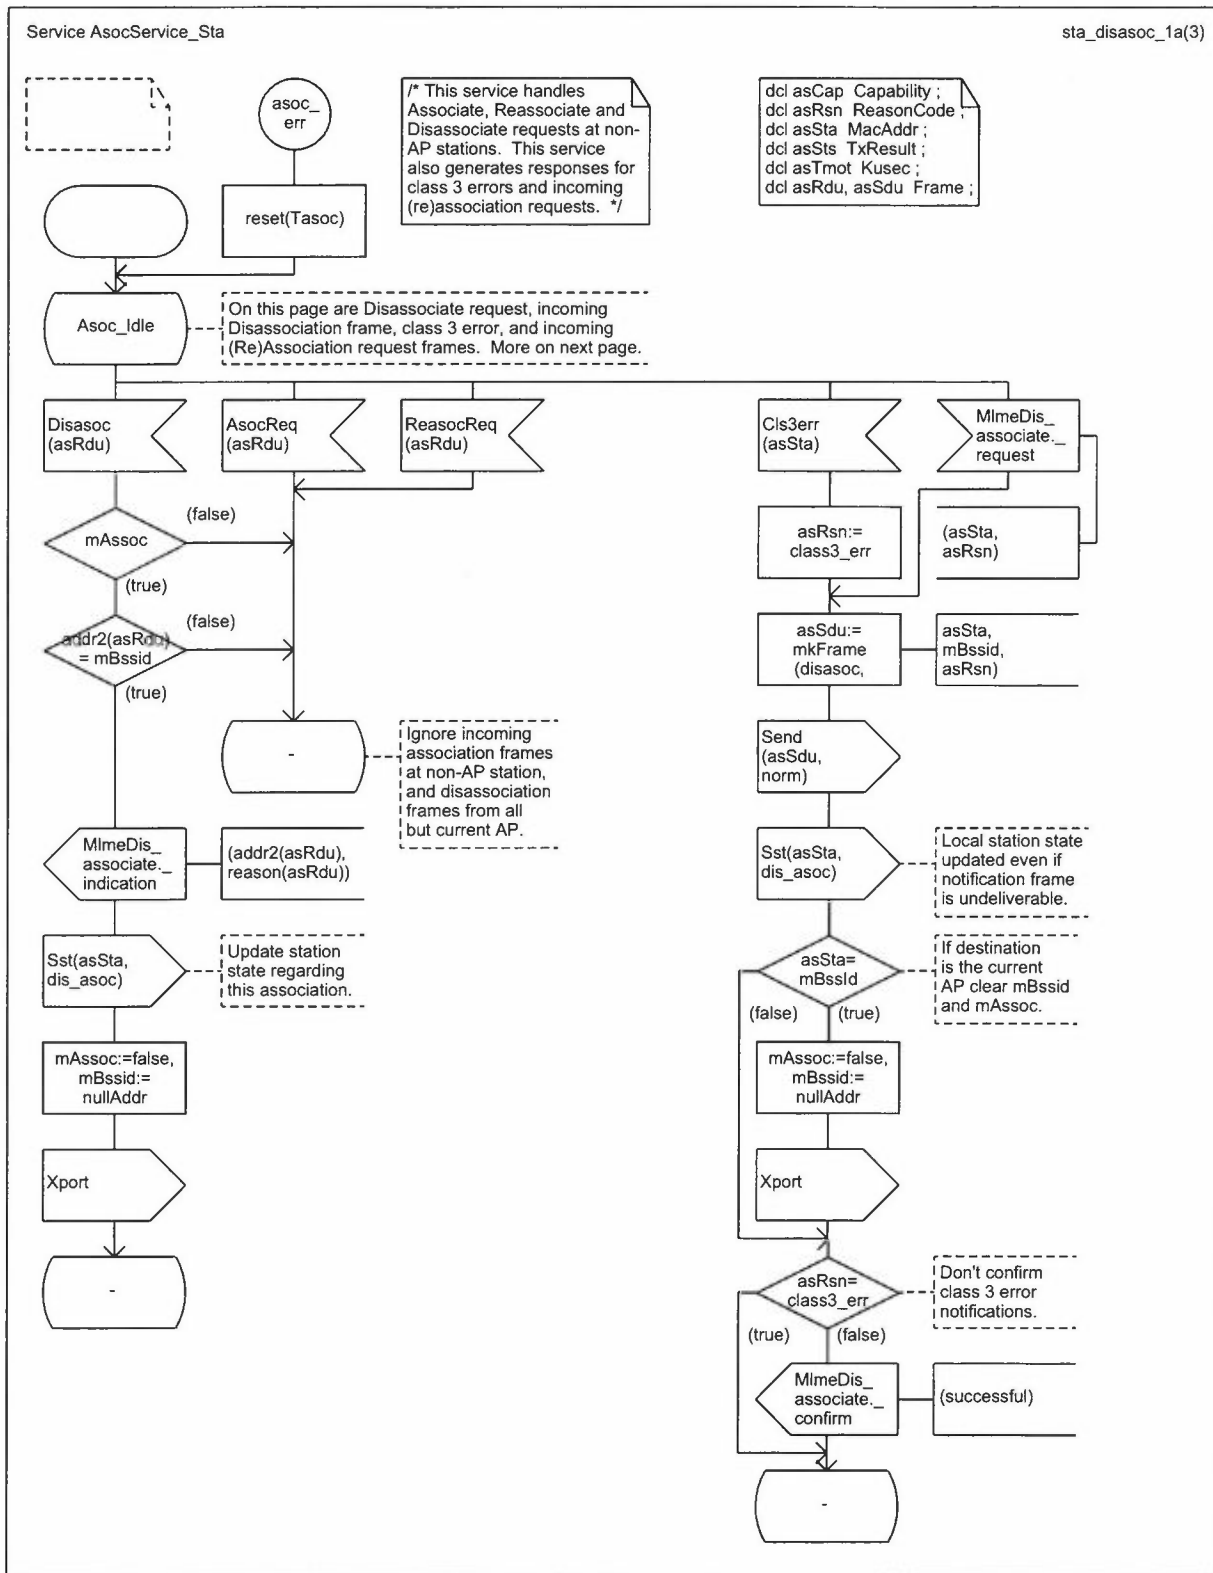 Service AsocService_Sta
sta_disasoc_1a(3)
asoc_
err
/* This service handles
Associate, Reassociate and
Disassociate requests at non-
AP stations. This service
also generates responses for
class 3 errors and incoming
(re)association requests. */
dcl asCap Capability ;
dcl asRsn ReasonCode ;
dcl asSta MacAddr ;
dcl asSts TxResult ;
dcl asTmot Kusec ;
dcl asRdu, asSdu Frame ;
reset(Tasoc)
Asoc_Idle
On this page are Disassociate request, incoming
Disassociation frame, class 3 error, and incoming
(Re)Association request frames. More on next page.
Disasoc
(asRdu)
AsocReq
(asRdu)
ReasocReq
(asRdu)
Cls3err
(asSta)
MlmeDis_
associate._
request
mAssoc
(false)
(true)
asRsn:=
class3_err
(asSta,
asRsn)
addr2(asRdu)
= mBssid
(false)
(true)
asSdu:=
mkFrame
(disasoc,
asSta,
mBssid,
asRsn)
-
Ignore incoming
association frames
at non-AP station,
and disassociation
frames from all
but current AP.
Send
(asSdu,
norm)
MlmeDis_
associate._
indication
(addr2(asRdu),
reason(asRdu))
Sst(asSta,
dis_asoc)
Local station state
updated even if
notification frame
is undeliverable.
Sst(asSta,
dis_asoc)
Update station
state regarding
this association.
asSta=
mBssId
(false)
(true)
If destination
is the current
AP clear mBssid
and mAssoc.
mAssoc:=false,
mBssid:=
nullAddr
mAssoc:=false,
mBssid:=
nullAddr
Xport
Xport
-
asRsn=
class3_err
(true)
(false)
Don't confirm
class 3 error
notifications.
MlmeDis_
associate._
confirm
(successful)
-